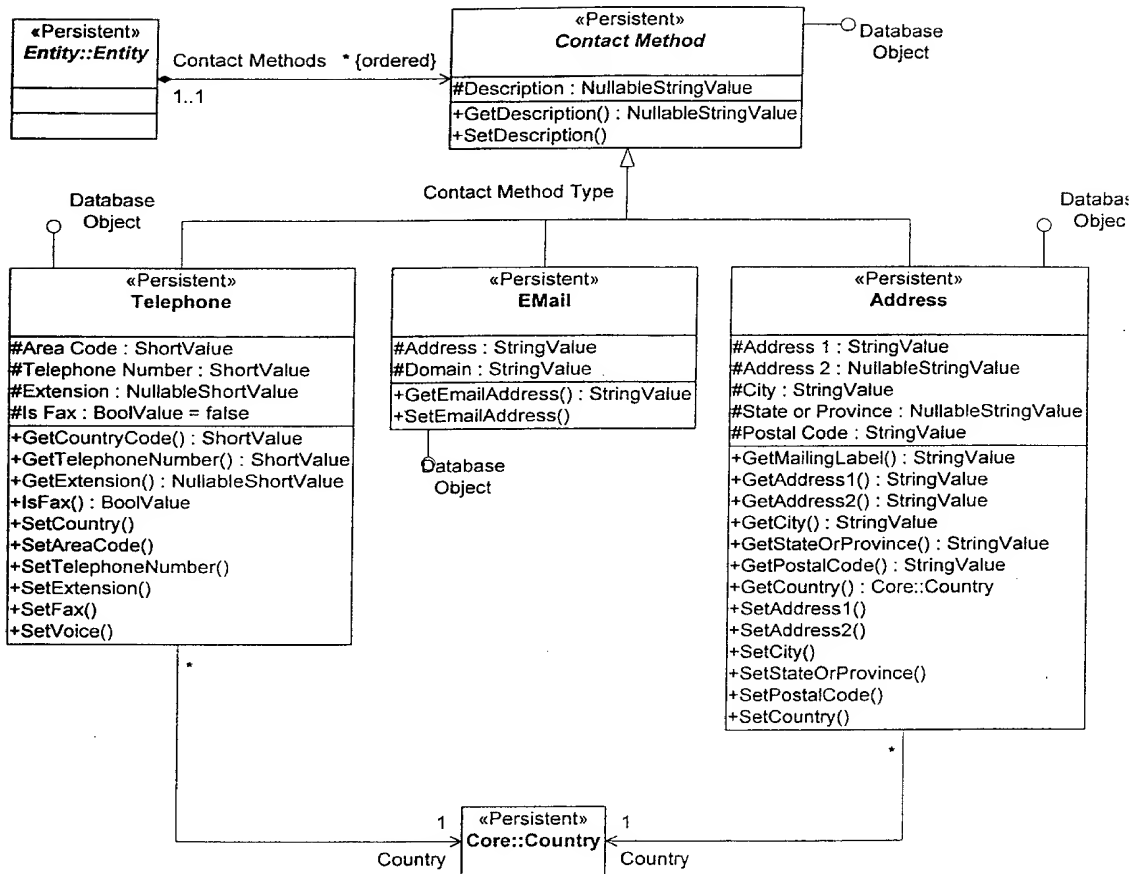 «Persistent»
Entity::Entity
Contact Methods * {ordered}
1..1
«Persistent»
Contact Method
#Description : NullableStringValue
+GetDescription() : NullableStringValue
+SetDescription()
Database
Object
Contact Method Type
Database
Object
Databas
Objec
«Persistent»
Telephone
#Area Code : ShortValue
#Telephone Number : ShortValue
#Extension : NullableShortValue
#Is Fax : BoolValue = false
+GetCountryCode() : ShortValue
+GetTelephoneNumber() : ShortValue
+GetExtension() : NullableShortValue
+IsFax() : BoolValue
+SetCountry()
+SetAreaCode()
+SetTelephoneNumber()
+SetExtension()
+SetFax()
+SetVoice()
«Persistent»
EMail
#Address : StringValue
#Domain : StringValue
+GetEmailAddress() : StringValue
+SetEmailAddress()
Database
Object
«Persistent»
Address
#Address 1 : StringValue
#Address 2 : NullableStringValue
#City : StringValue
#State or Province : NullableStringValue
#Postal Code : StringValue
+GetMailingLabel() : StringValue
+GetAddress1() : StringValue
+GetAddress2() : StringValue
+GetCity() : StringValue
+GetStateOrProvince() : StringValue
+GetPostalCode() : StringValue
+GetCountry() : Core::Country
+SetAddress1()
+SetAddress2()
+SetCity()
+SetStateOrProvince()
+SetPostalCode()
+SetCountry()
*
*
1
Country
«Persistent»
Core::Country
1
Country